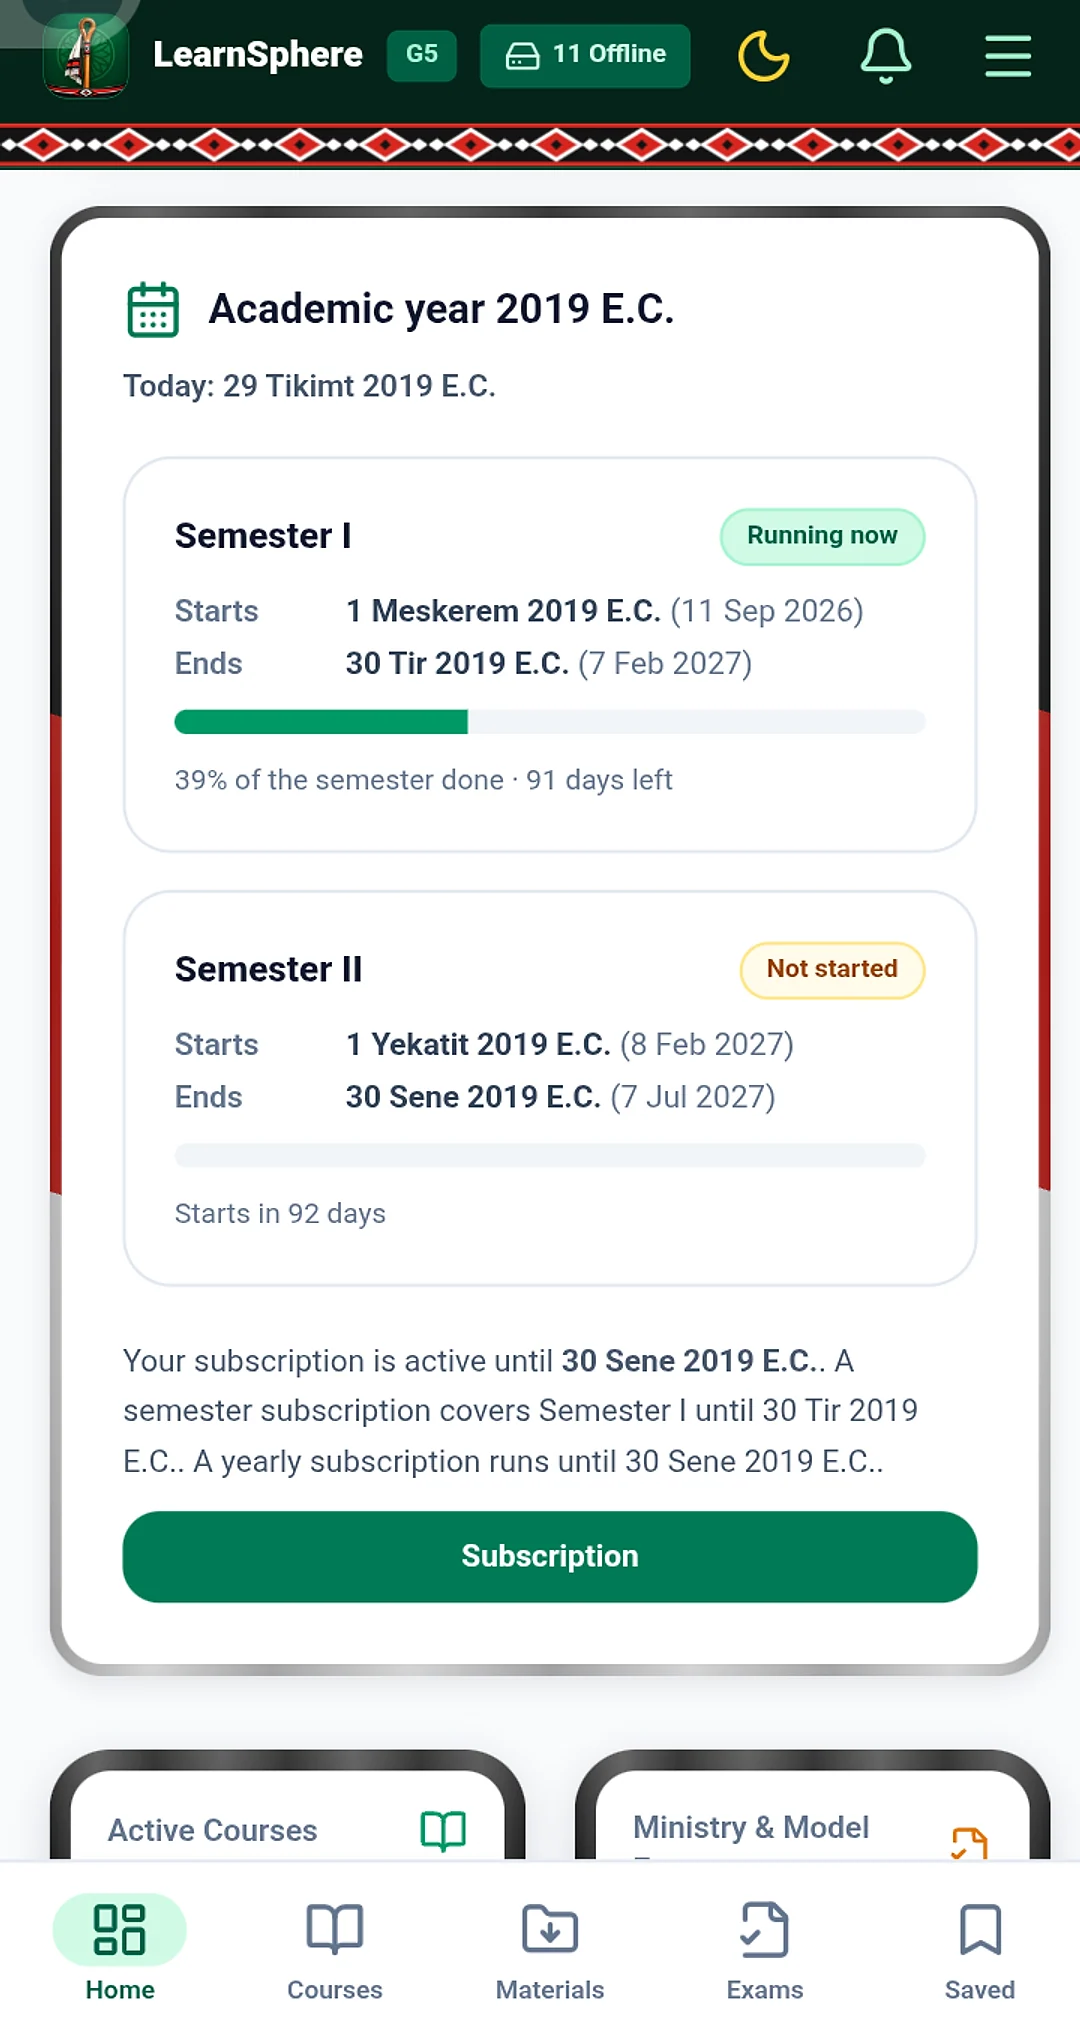 LearnSphere G5 11 Offline
Academic year 2019 E.C.
Today: 29 Tikimt 2019 E.C.
Semester I Running now
Starts 1 Meskerem 2019 E.C. (11 Sep 2026)
Ends 30 Tir 2019 E.C. (7 Feb 2027)
39% of the semester done · 91 days left
Semester II Not started
Starts 1 Yekatit 2019 E.C. (8 Feb 2027)
Ends 30 Sene 2019 E.C. (7 Jul 2027)
Starts in 92 days
Your subscription is active until 30 Sene 2019 E.C.. A
semester subscription covers Semester I until 30 Tir 2019
E.C.. A yearly subscription runs until 30 Sene 2019 E.C..
Subscription
Active Courses
Ministry & Model
Home Courses Materials Exams Saved